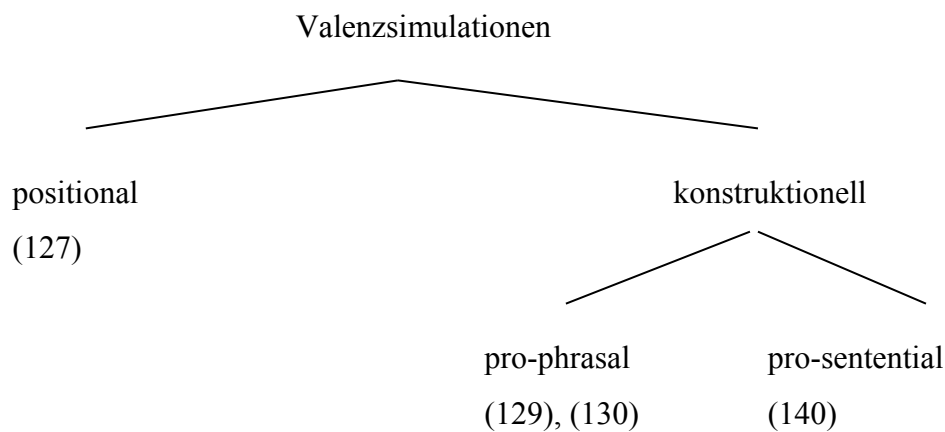 Valenzsimulationen
positional konstruktionell
(127)
pro-phrasal pro-sentential
(129), (130) (140)